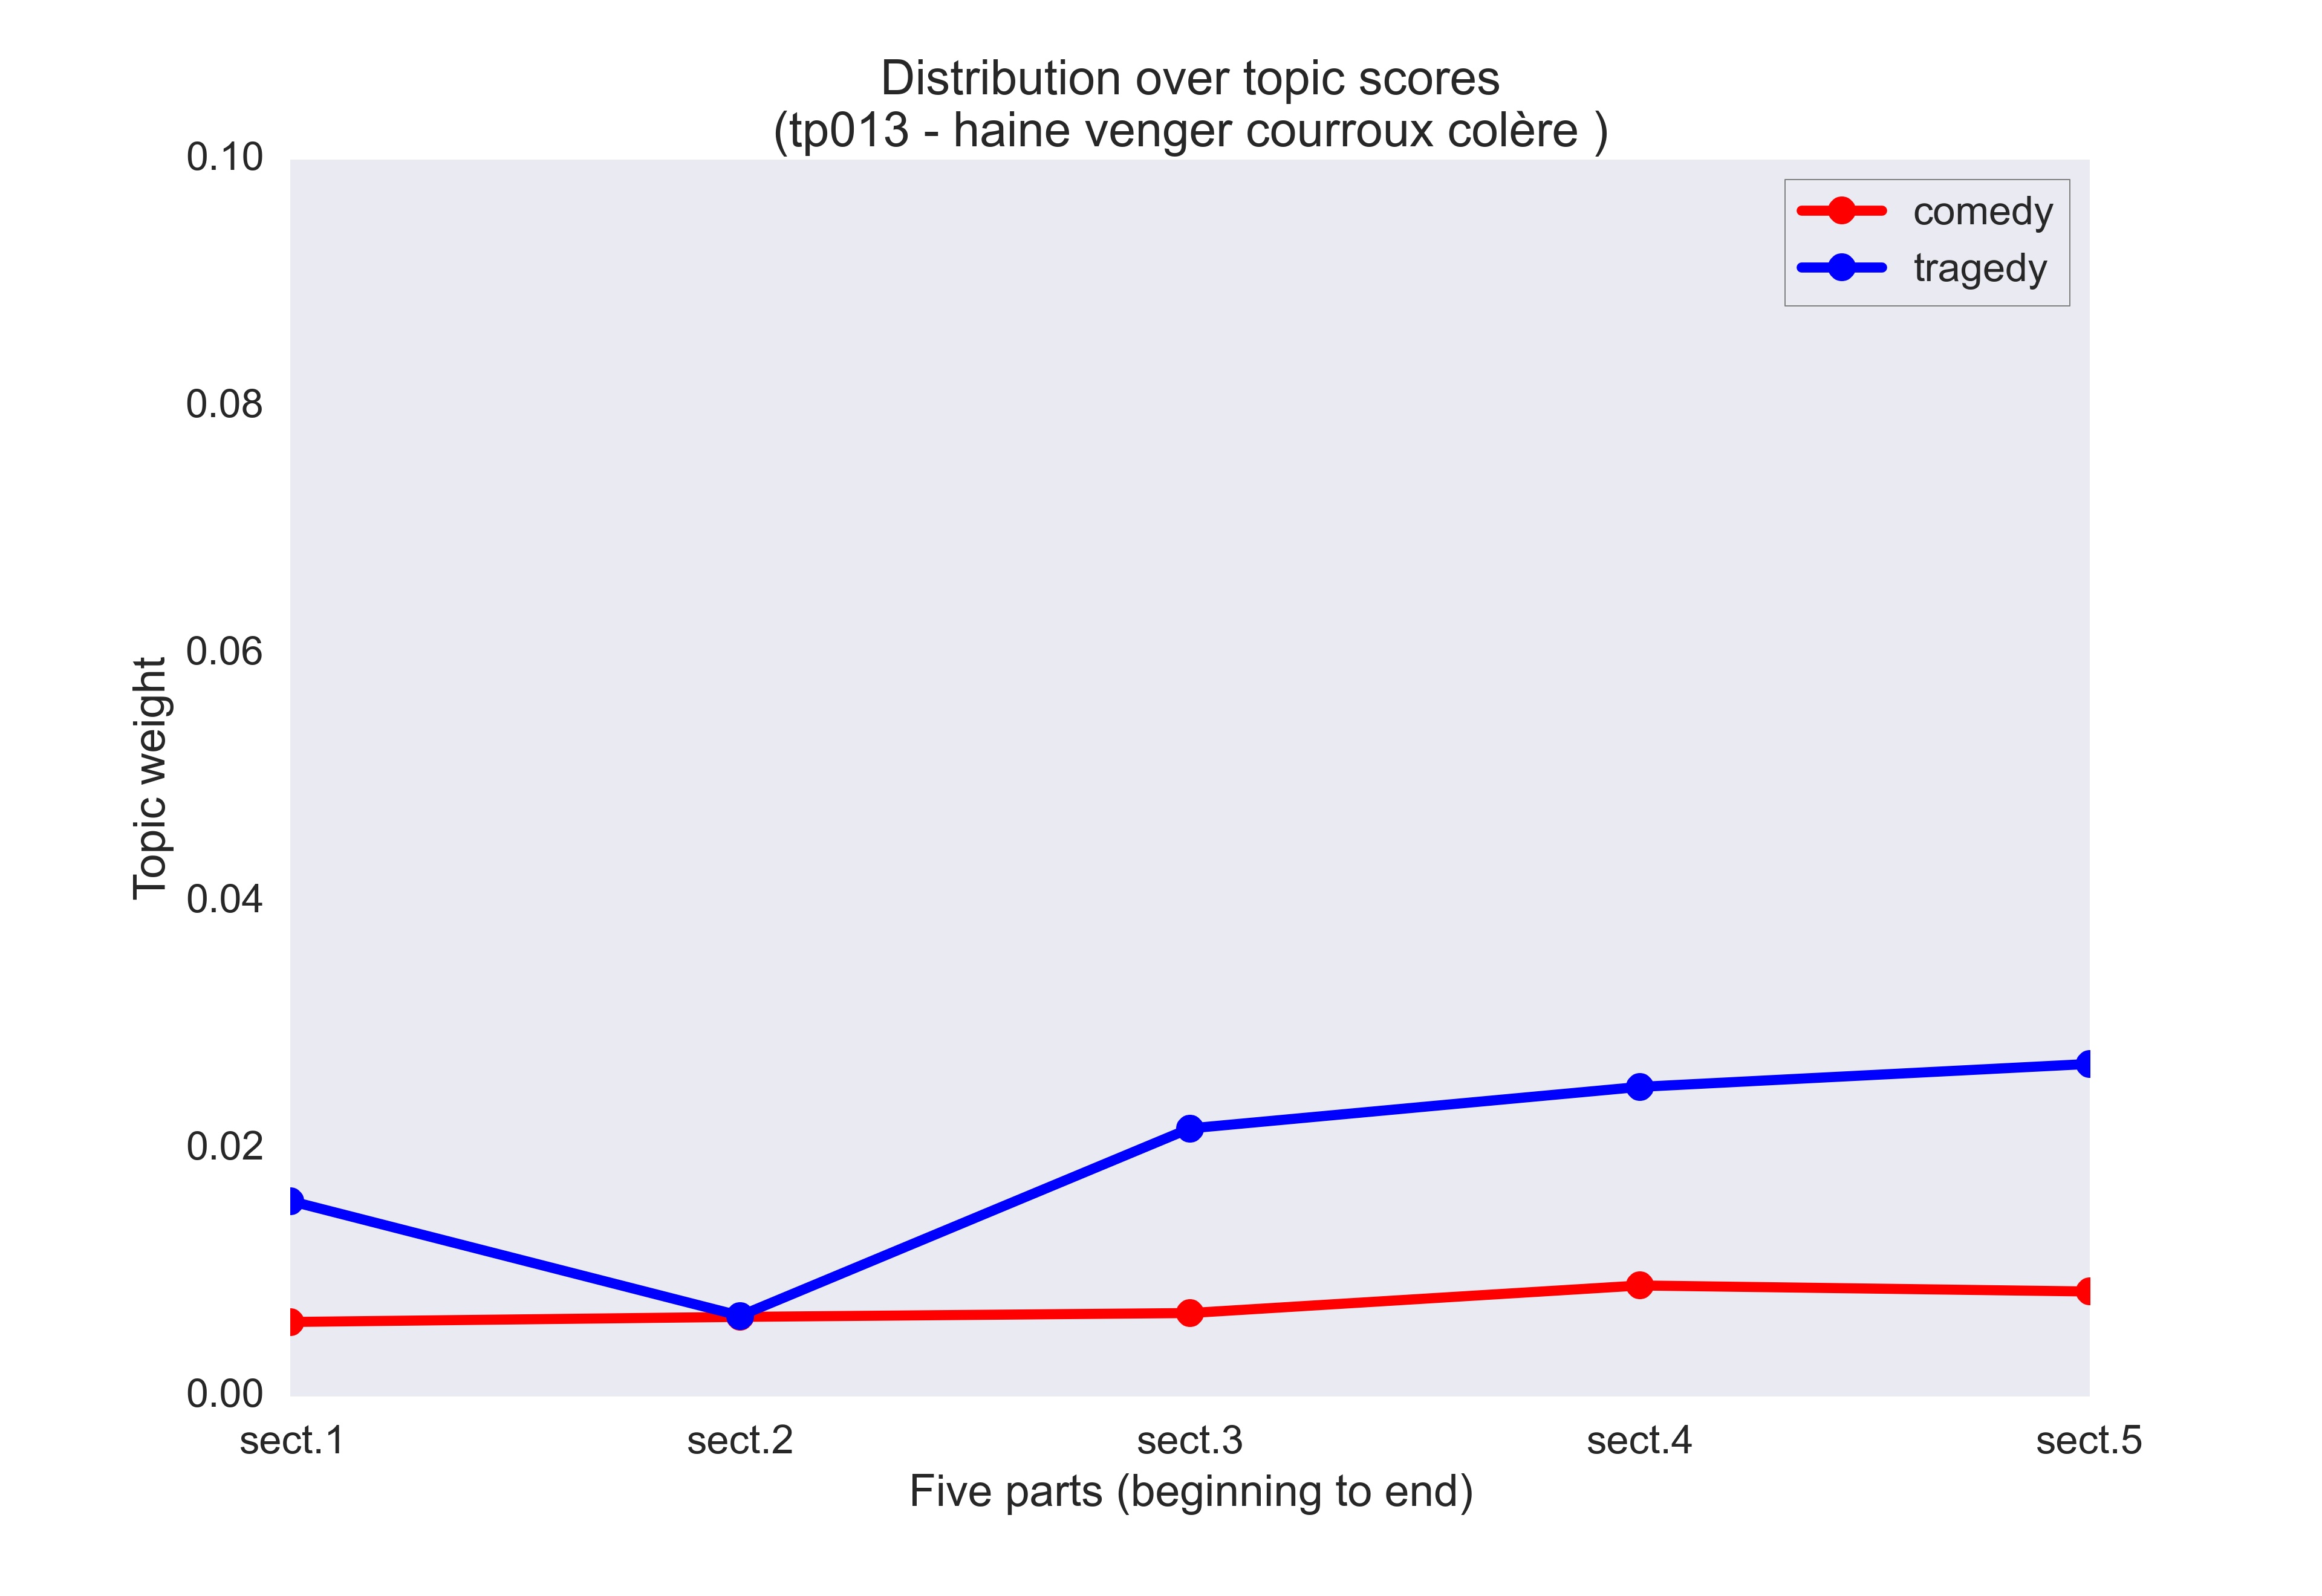 Distribution over topic scores
(tp013 - haine venger courroux colère )
comedy
tragedy
Topic weight
0.10
0.08
0.06
0.04
0.02
0.00
sect.1
sect.2
sect.3
sect.4
sect.5
Five parts (beginning to end)